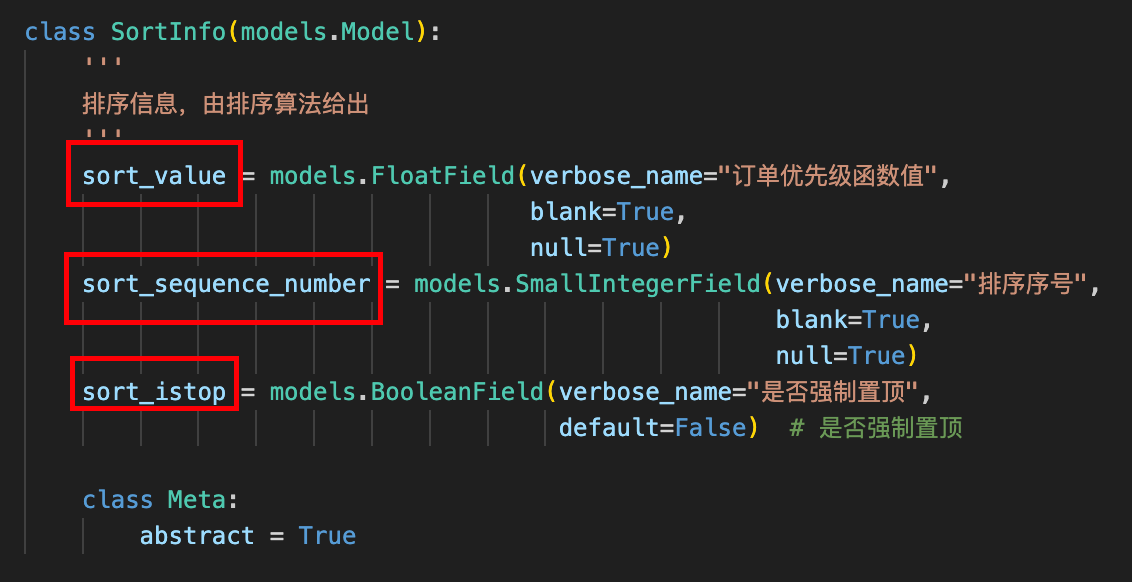 class SortInfo(models.Model):
'''
排序信息，由排序算法给出
'''
sort_value = models.FloatField(verbose_name="订单优先级函数值",
blank=True,
null=True)
sort_sequence_number = models.SmallIntegerField(verbose_name="排序序号",
blank=True,
null=True)
sort_istop = models.BooleanField(verbose_name="是否强制置顶",
default=False)  # 是否强制置顶
class Meta:
abstract = True